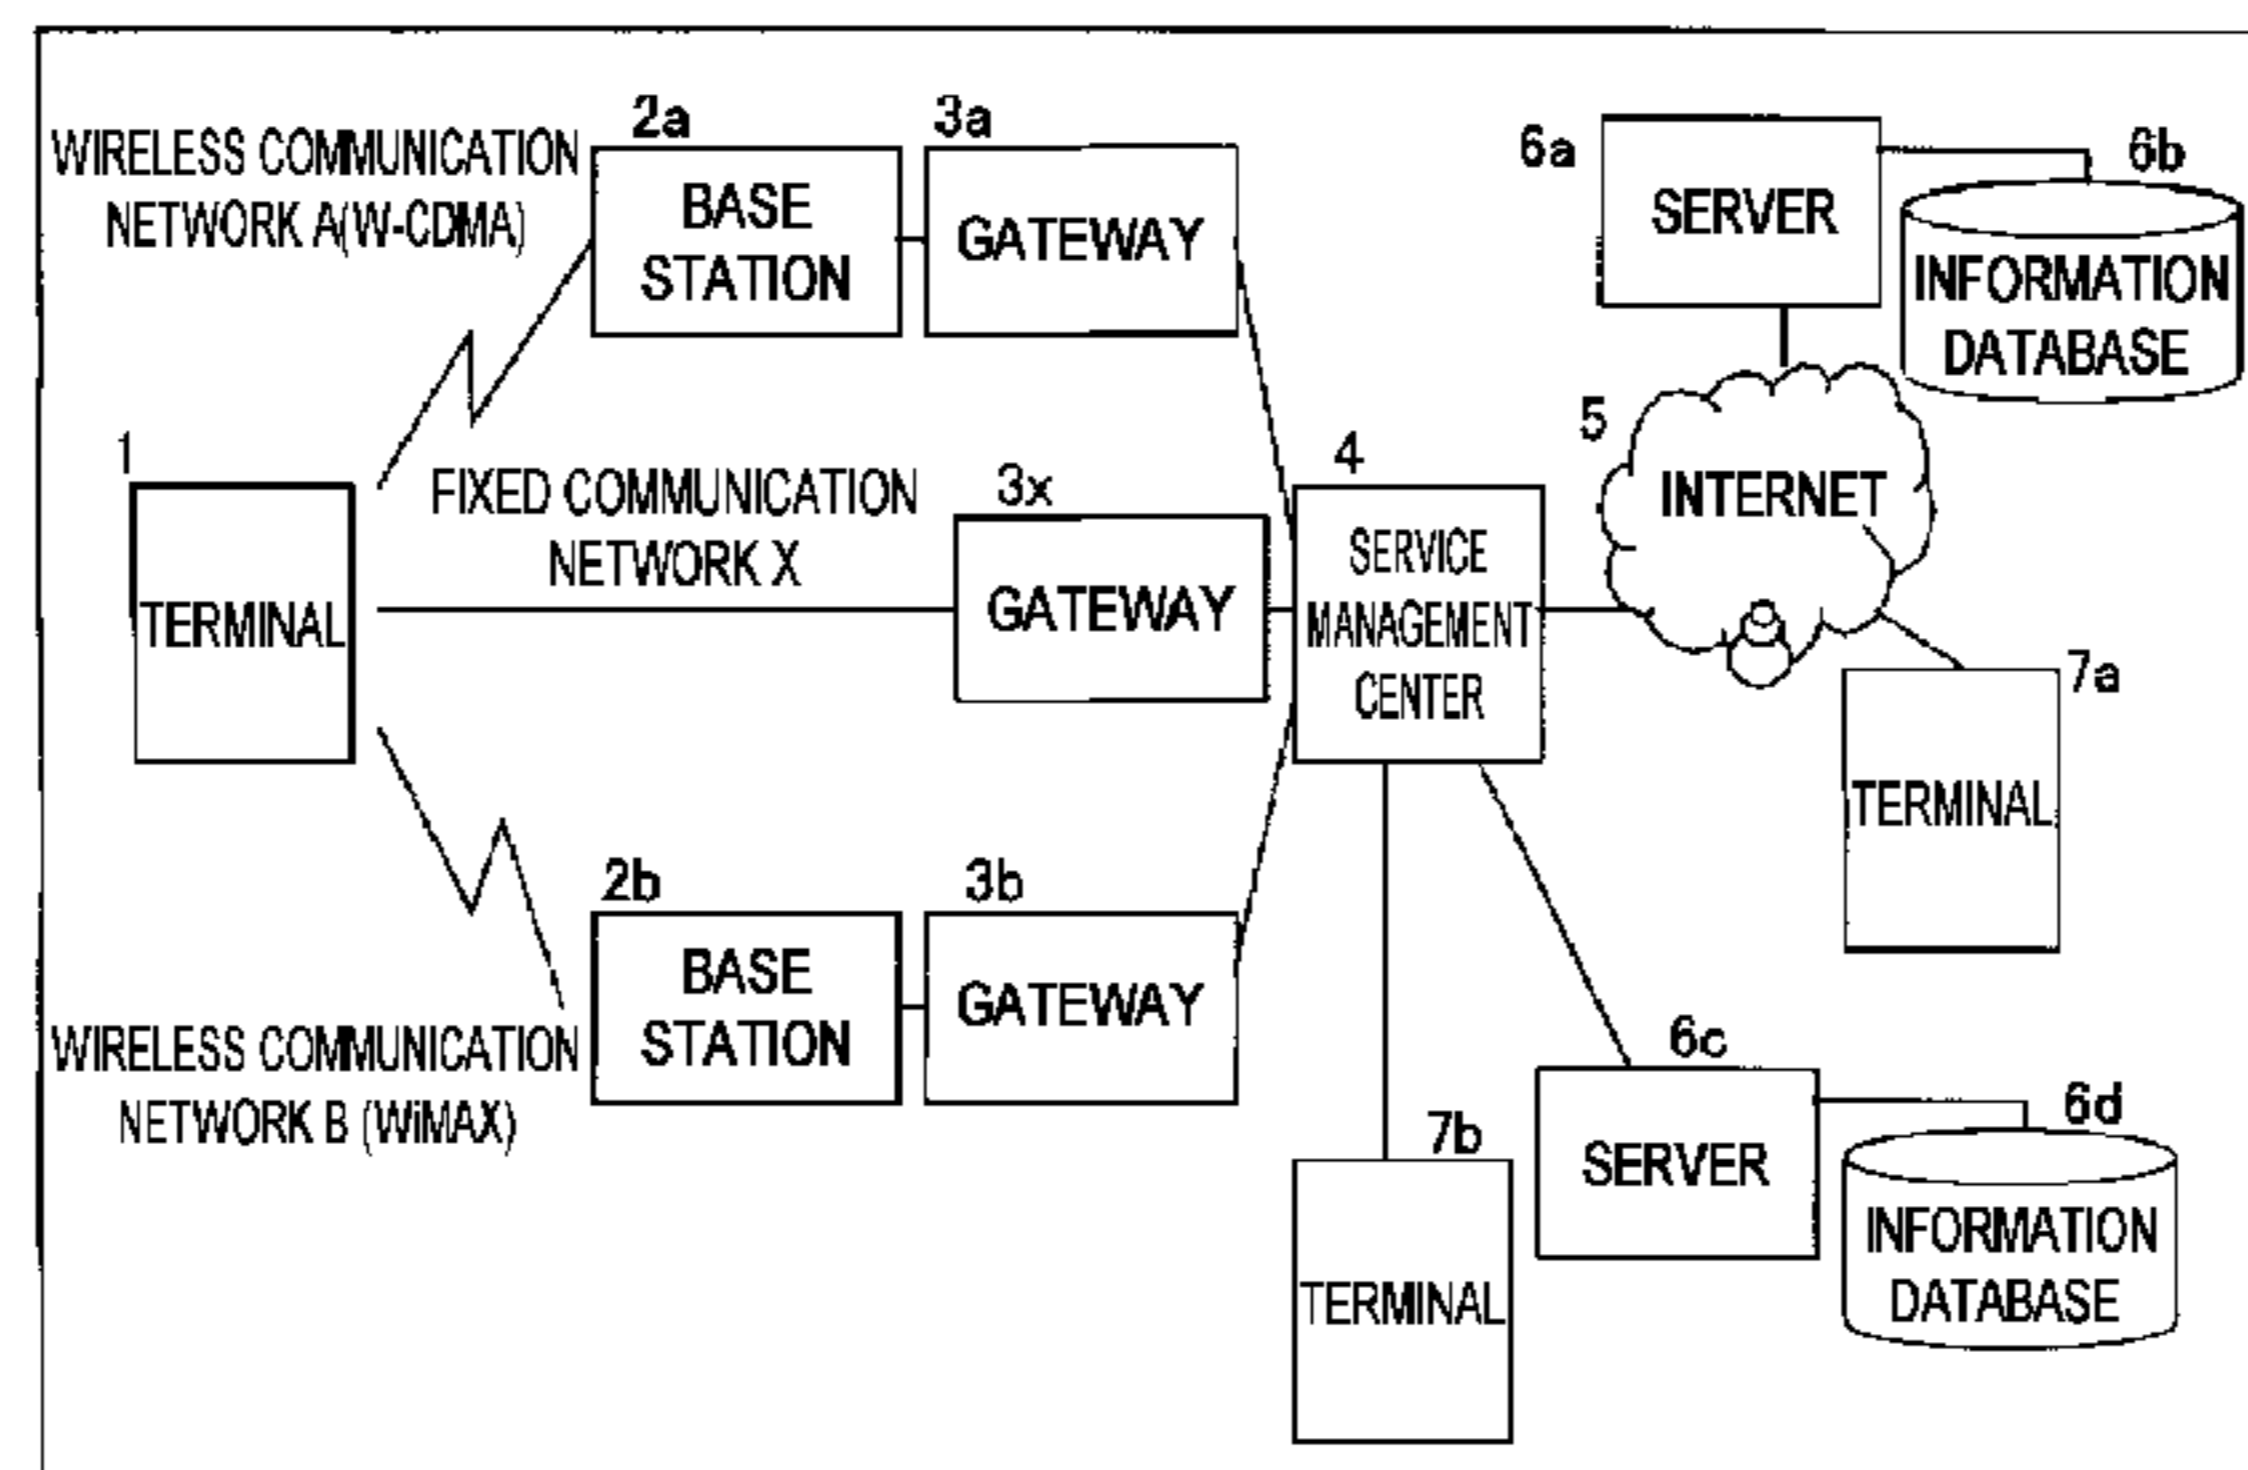 WIRELESS COMMUNICATION
NETWORK A(W-CDMA)
2a
BASE
STATION
3a
GATEWAY
6a
SERVER
6b
INFORMATION
DATABASE
1
TERMINAL
FIXED COMMUNICATION
NETWORK X
3x
GATEWAY
4
SERVICE
MANAGEMENT
CENTER
5
INTERNET
7a
TERMINAL
WIRELESS COMMUNICATION
NETWORK B (WiMAX)
2b
BASE
STATION
3b
GATEWAY
7b
TERMINAL
6c
SERVER
6d
INFORMATION
DATABASE